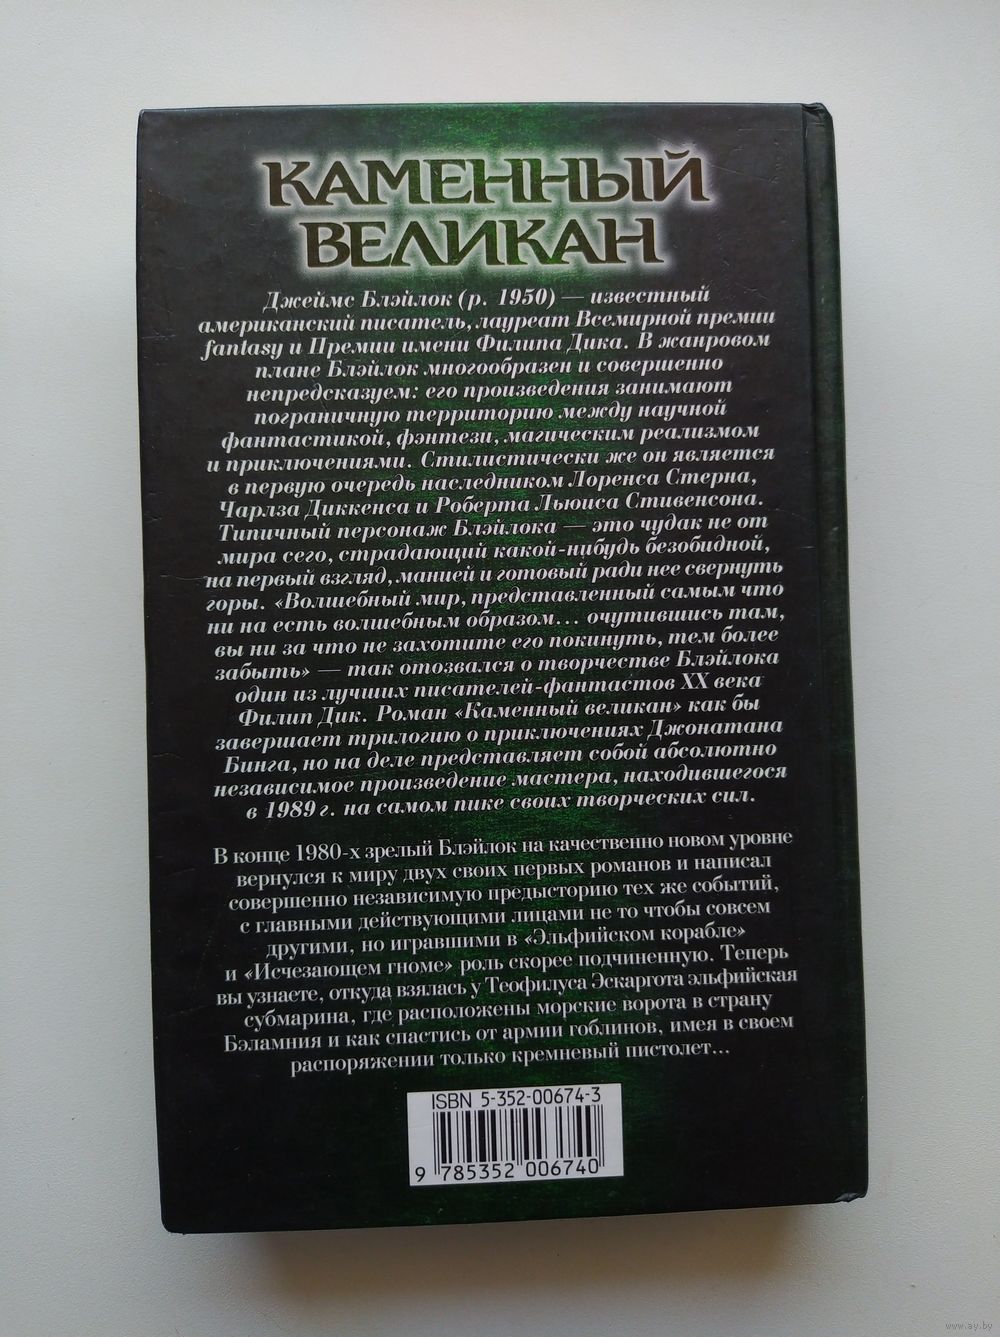 КАМЕННЫЙ
ВЕЛИКАН
Джеймс Блэйлок (р. 1950) — известный
американский писатель, лауреат Всемирной премии
fantasy и Премии имени Филипа Дика. В жанровом
плане Блэйлок многообразен и совершенно
непредсказуем: его произведения занимают
пограничную территорию между научной
фантастикой, фэнтези, магическим реализмом
и приключениями. Стилистически же он является
в первую очередь наследником Лоренса Стерна,
Чарлза Диккенса и Роберта Льюиса Стивенсона.
Типичный персонаж Блэйлока — это чудак не от
мира сего, страдающий какой-нибудь безобидной,
на первый взгляд, манией и готовый ради нее свернуть
горы. «Волшебный мир, представленный самым что
ни на есть волшебным образом... очутившись там,
вы ни за что не захотите его покинуть, тем более
забыть» — так отозвался о творчестве Блэйлока
один из лучших писателей-фантастов XX века
Филип Дик. Роман «Каменный великан» как бы
завершает трилогию о приключениях Джонатана
Бинга, но на деле представляет собой абсолютно
независимое произведение мастера, находившегося
в 1989 г. на самом пике своих творческих сил.
В конце 1980-х зрелый Блэйлок на качественно новом уровне
вернулся к миру двух своих первых романов и написал
совершенно независимую предысторию тех же событий,
с главными действующими лицами не то чтобы совсем
другими, но игравшими в «Эльфийском корабле»
и «Исчезающем гноме» роль скорее подчиненную. Теперь
вы узнаете, откуда взялась у Теофилуса Эскаргота эльфийская
субмарина, где расположены морские ворота в страну
Бэламния и как спастись от армии гоблинов, имея в своем
распоряжении только кремневый пистолет...
ISBN 5-352-00674-3
9 785352 006740
www.ay.by